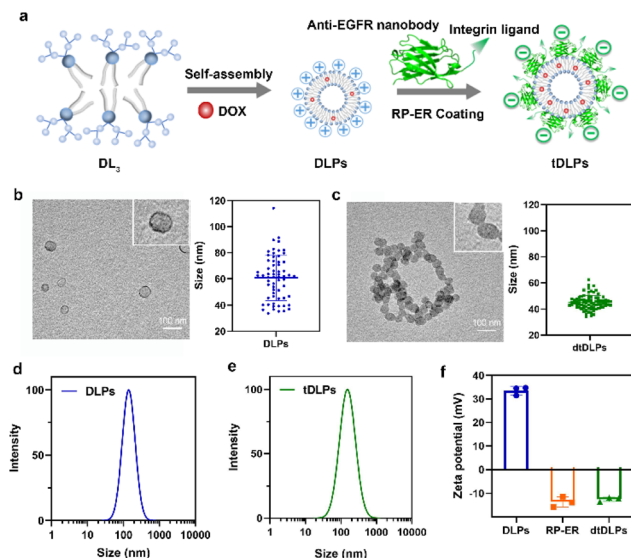 a
Anti-EGFR nanobody
Integrin ligand
Self-assembly
DOX
RP-ER Coating
DL3
DLPs
tDLPs
b
100 nm
Size (nm)
120
100
80
60
40
20
DLPs
c
100 nm
Size (nm)
120
100
80
60
40
20
dtDLPs
d
DLPs
Intensity
100
50
0
1 10 100 1000 10000
Size (nm)
e
tDLPs
Intensity
100
50
0
1 10 100 1000 10000
Size (nm)
f
Zeta potential (mV)
40
30
20
10
0
-10
DLPs RP-ER dtDLPs